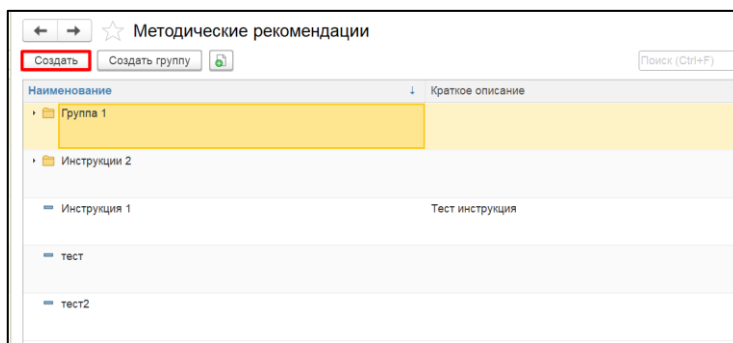 Методические рекомендации
Создать Создать группу Поиск (Ctrl+F)
Наименование ↓ Краткое описание
Группа 1
Инструкции 2
Инструкция 1 Тест инструкция
тест
тест2